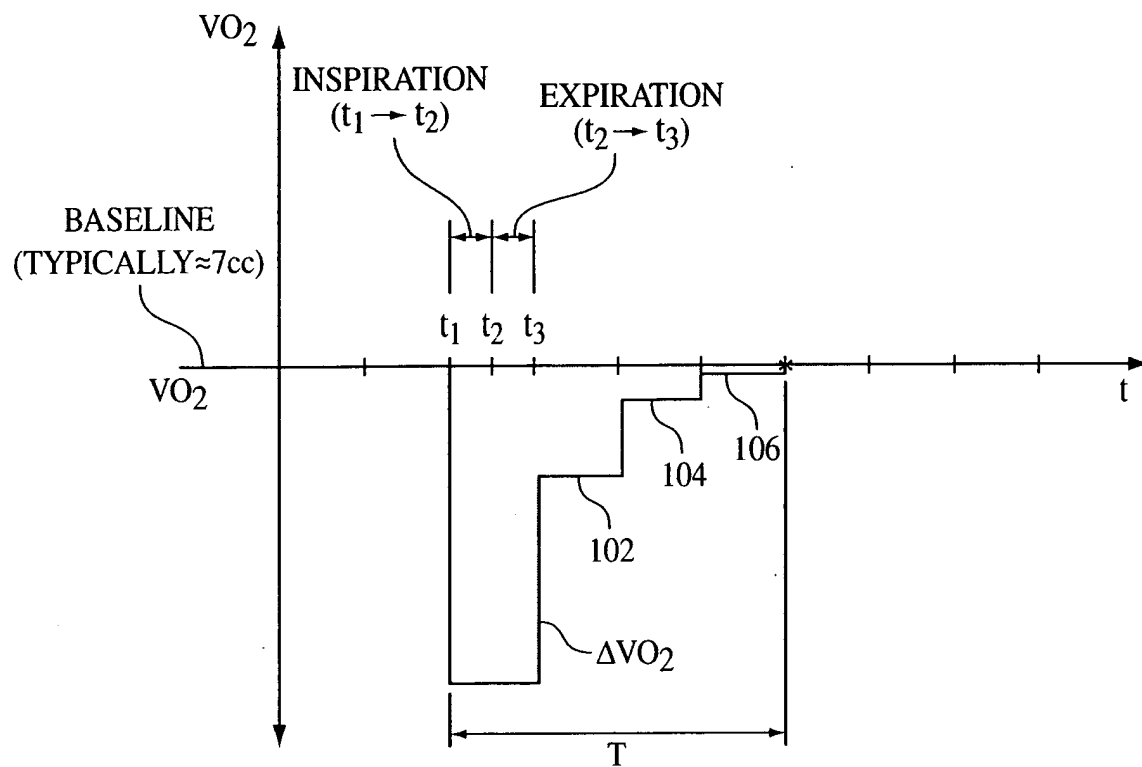 VO2
INSPIRATION
(t1 → t2)
EXPIRATION
(t2 → t3)
BASELINE
(TYPICALLY≈7cc)
t1 t2 t3
VO2
t
106
104
102
ΔVO2
T